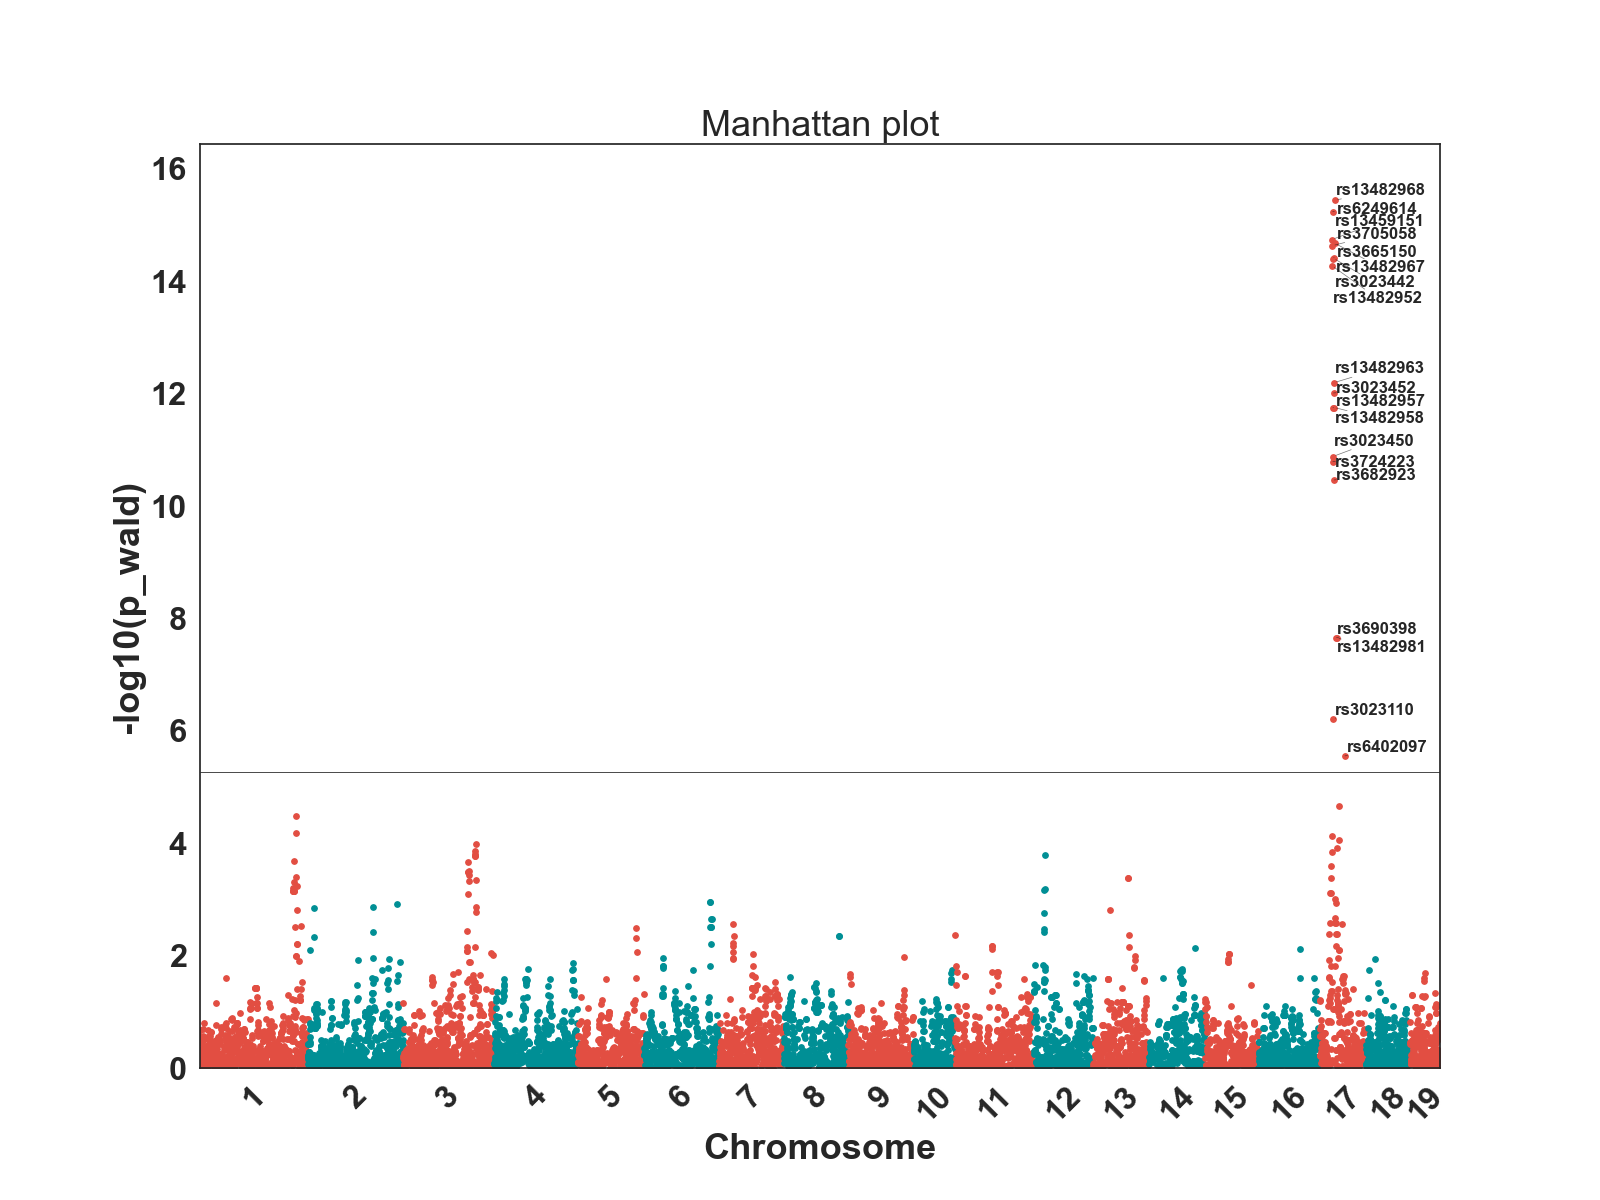 Manhattan plot
16
14
12
10
8
6
4
2
0
-log10(p_wald)
rs13482968
rs6249614
rs13459151
rs3705058
rs3665150
rs13482967
rs3023442
rs13482952
rs13482963
rs3023452
rs13482957
rs13482958
rs3023450
rs3724223
rs3682923
rs3690398
rs13482981
rs3023110
rs6402097
1 2 3 4 5 6 7 8 9 10 11 12 13 14 15 16 17 18 19
Chromosome